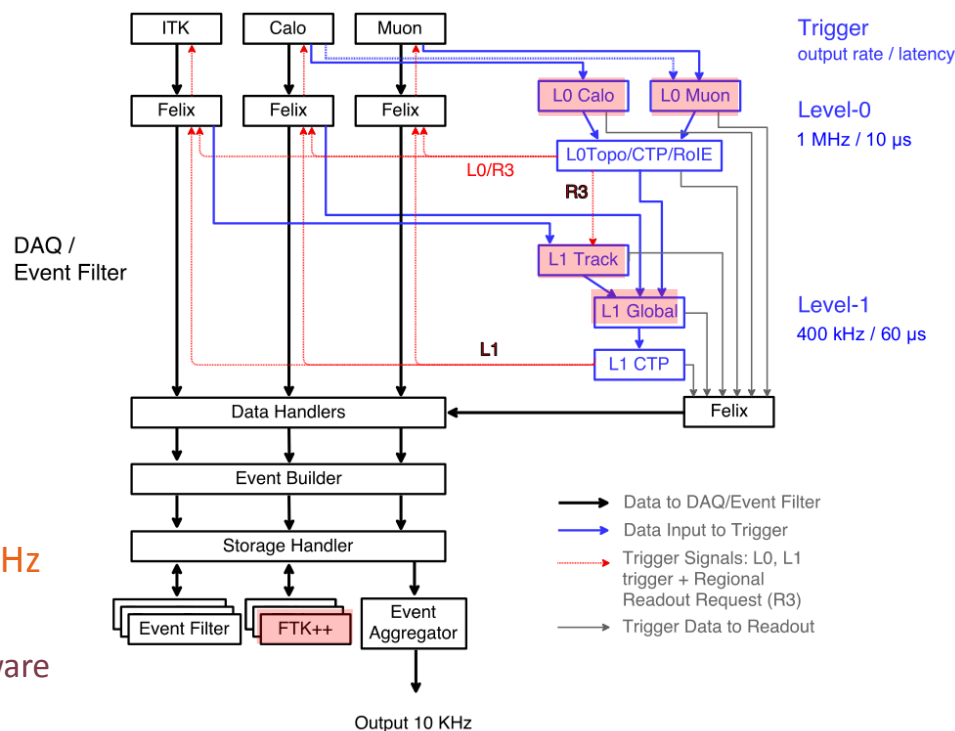 ITK
Calo
Muon
Trigger
output rate / latency
L0 Calo
L0 Muon
Felix
Felix
Felix
Level-0
1 MHz / 10 µs
L0Topo/CTP/RoIE
L0/R3
R3
DAQ /
Event Filter
L1 Track
L1 Global
Level-1
400 kHz / 60 µs
L1
L1 CTP
Data Handlers
Felix
Event Builder
Data to DAQ/Event Filter
Data Input to Trigger
Storage Handler
Trigger Signals: L0, L1
trigger + Regional
Readout Request (R3)
Hz
Event Filter
FTK++
Event
Aggregator
Trigger Data to Readout
vare
Output 10 KHz